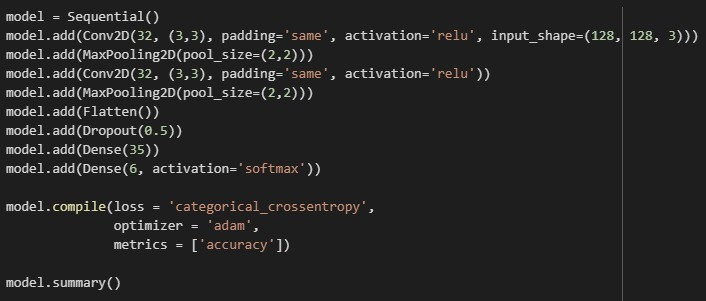 model = Sequential()
model.add(Conv2D(32, (3,3), padding='same', activation='relu', input_shape=(128, 128, 3)))
model.add(MaxPooling2D(pool_size=(2,2)))
model.add(Conv2D(32, (3,3), padding='same', activation='relu'))
model.add(MaxPooling2D(pool_size=(2,2)))
model.add(Flatten())
model.add(Dropout(0.5))
model.add(Dense(35))
model.add(Dense(6, activation='softmax'))

model.compile(loss = 'categorical_crossentropy',
              optimizer = 'adam',
              metrics = ['accuracy'])

model.summary()